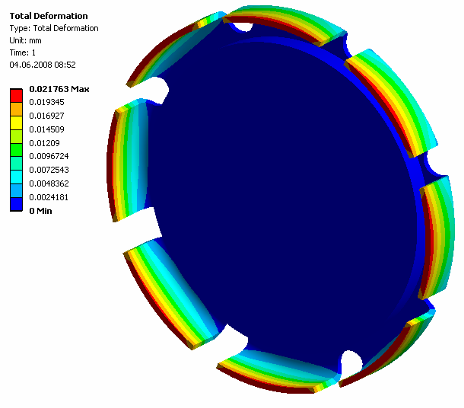 Total Deformation
Type: Total Deformation
Unit: mm
Time: 1
04.06.2008 08:52
0.021763 Max
0.019345
0.016927
0.014509
0.01209
0.0096724
0.0072543
0.0048362
0.0024181
0 Min